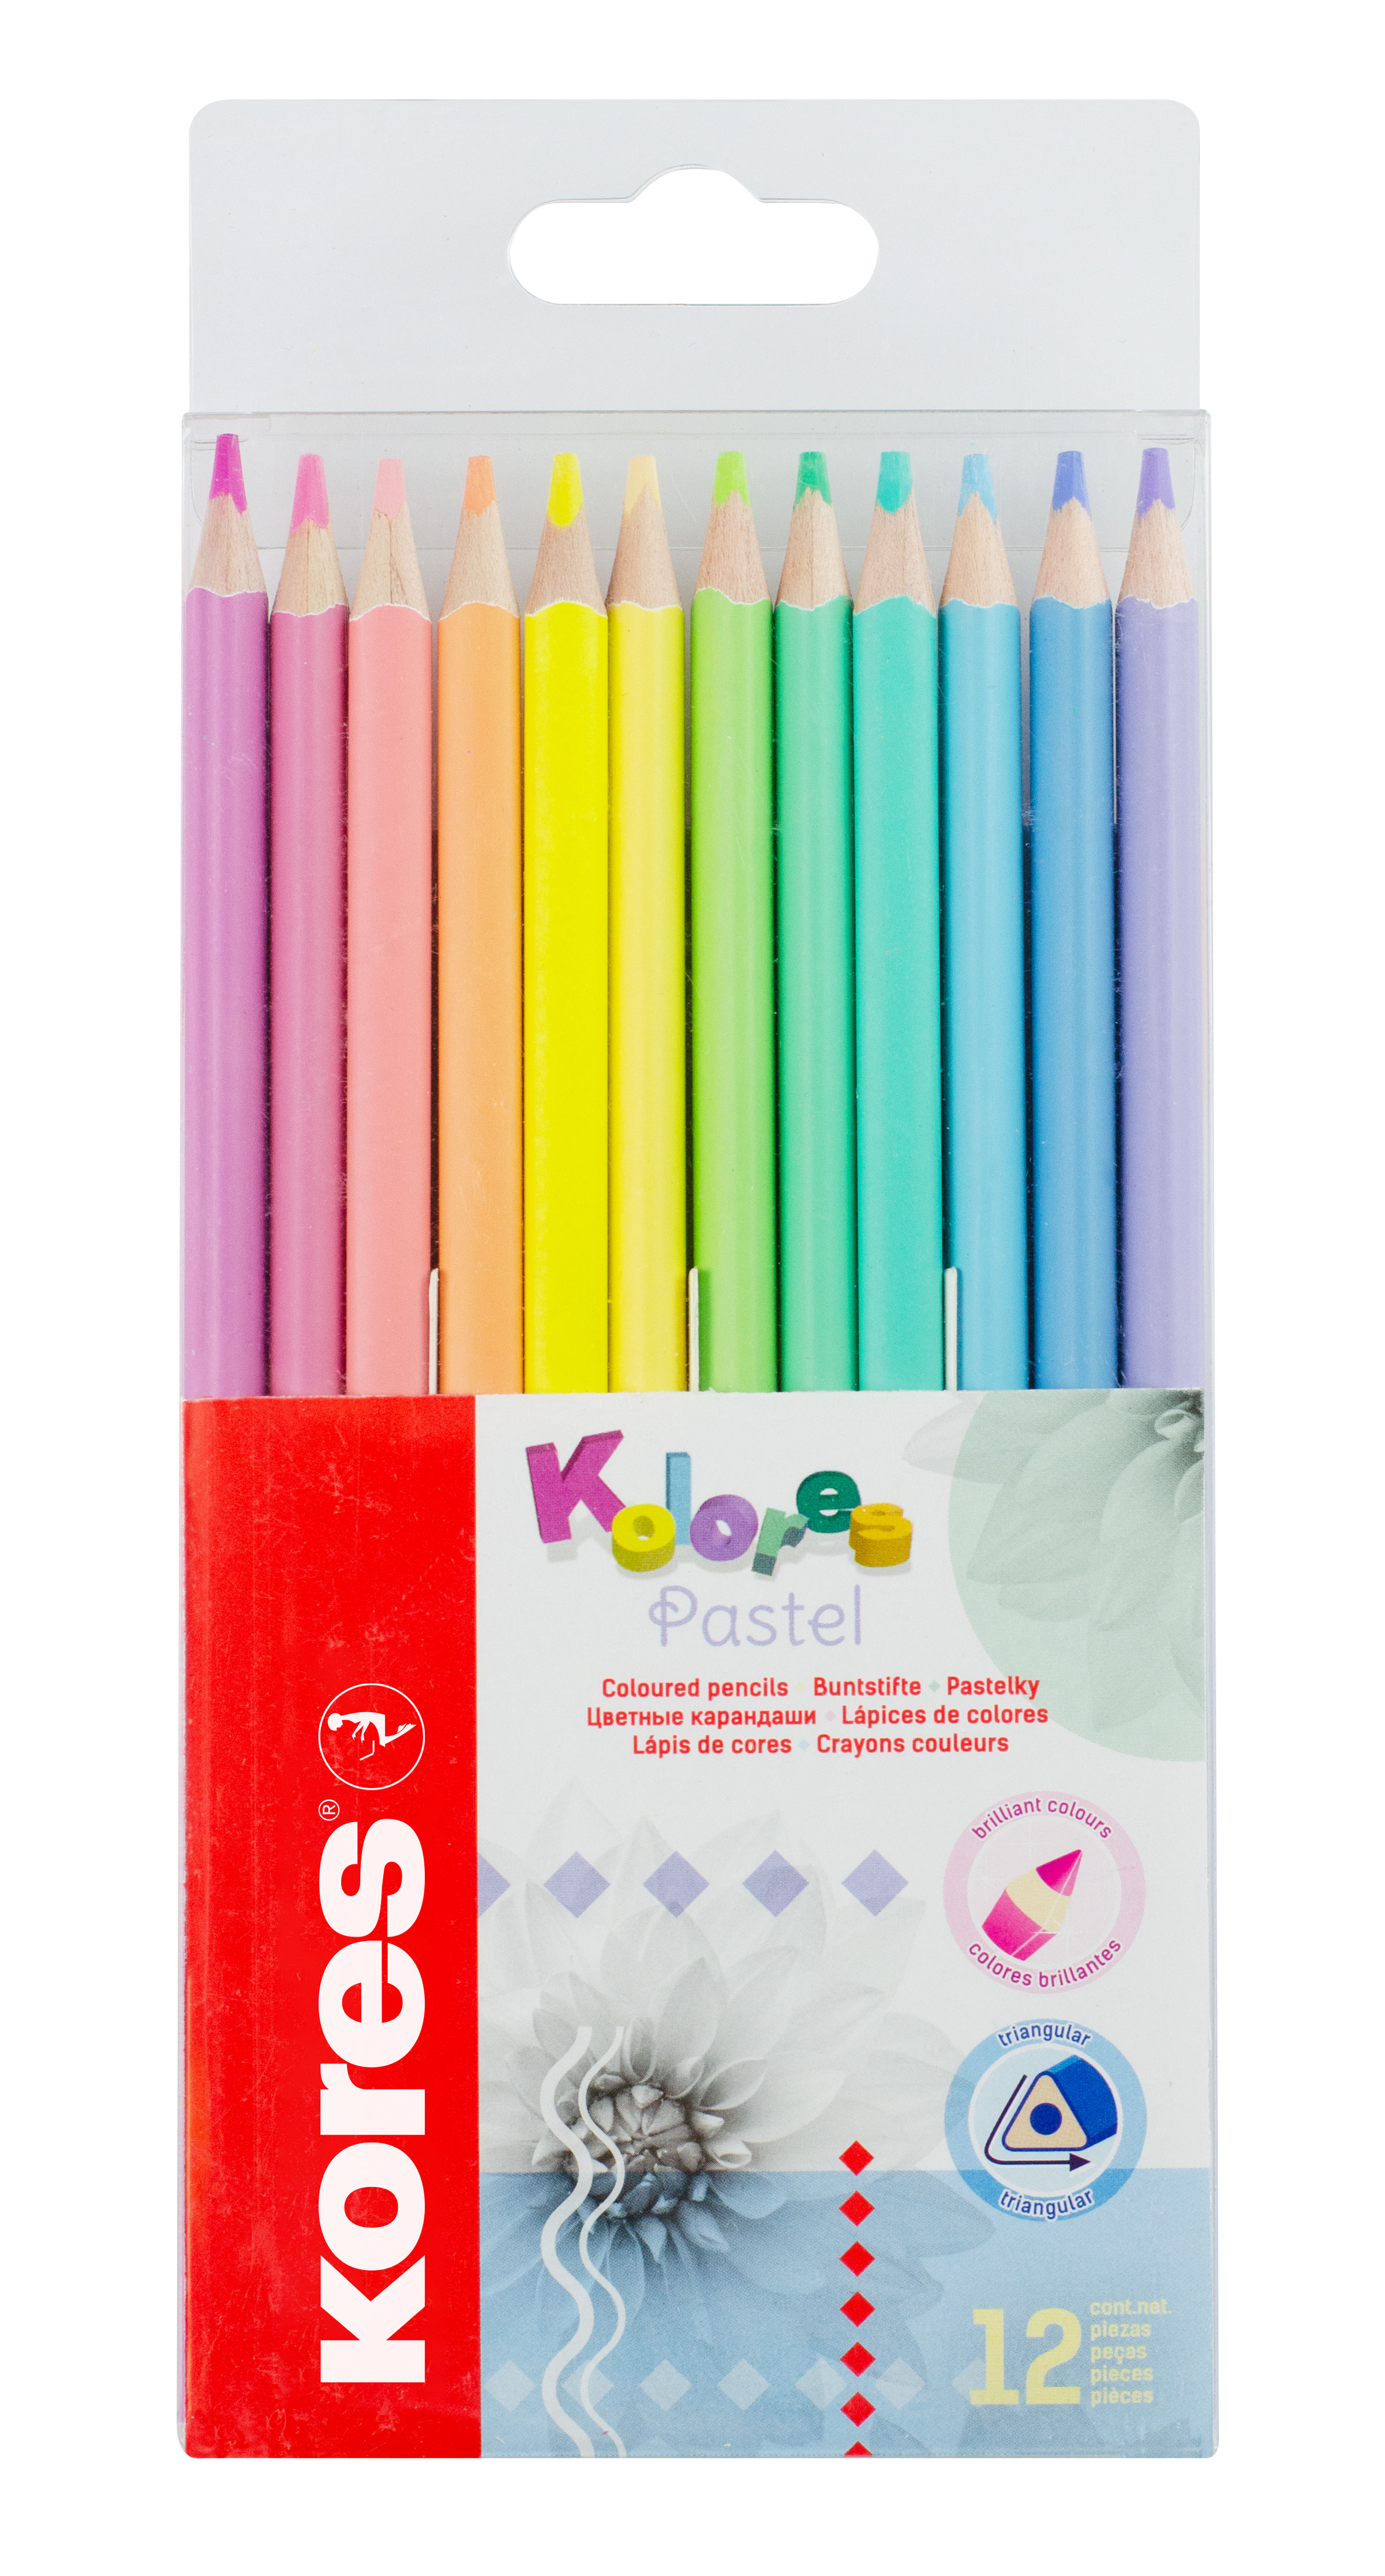 Kolores
Pastel
Coloured pencils Buntstifte Pastelky
Цветные карандаши Lápices de colores
Lápis de cores Crayons couleurs
kores®
brilliant colours
colores brillantes
triangular
triangular
12
cont.net.
piezas
peças
pieces
pièces